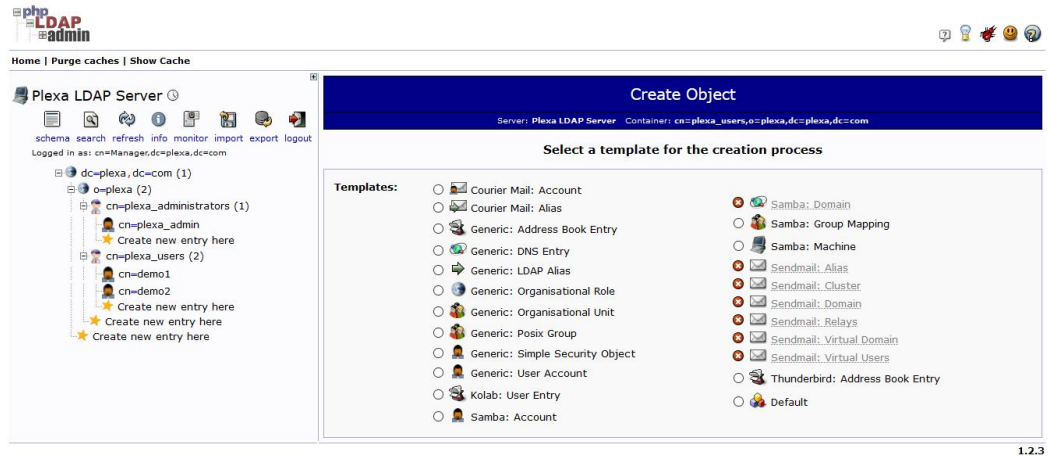 php
LDAP
admin
Home | Purge caches | Show Cache
Plexa LDAP Server
schema search refresh info monitor import export logout
Logged in as: cn=Manager,dc=plexa,dc=com
dc=plexa,dc=com (1)
o=plexa (2)
cn=plexa_administrators (1)
cn=plexa_admin
Create new entry here
cn=plexa_users (2)
cn=demo1
cn=demo2
Create new entry here
Create new entry here
Create new entry here
Create Object
Server: Plexa LDAP Server Container: cn=plexa_users,o=plexa,dc=plexa,dc=com
Select a template for the creation process
Templates:
Courier Mail: Account
Courier Mail: Alias
Generic: Address Book Entry
Generic: DNS Entry
Generic: LDAP Alias
Generic: Organisational Role
Generic: Organisational Unit
Generic: Posix Group
Generic: Simple Security Object
Generic: User Account
Kolab: User Entry
Samba: Account
Samba: Domain
Samba: Group Mapping
Samba: Machine
Sendmail: Alias
Sendmail: Cluster
Sendmail: Domain
Sendmail: Relays
Sendmail: Virtual Domain
Sendmail: Virtual Users
Thunderbird: Address Book Entry
Default
1.2.3